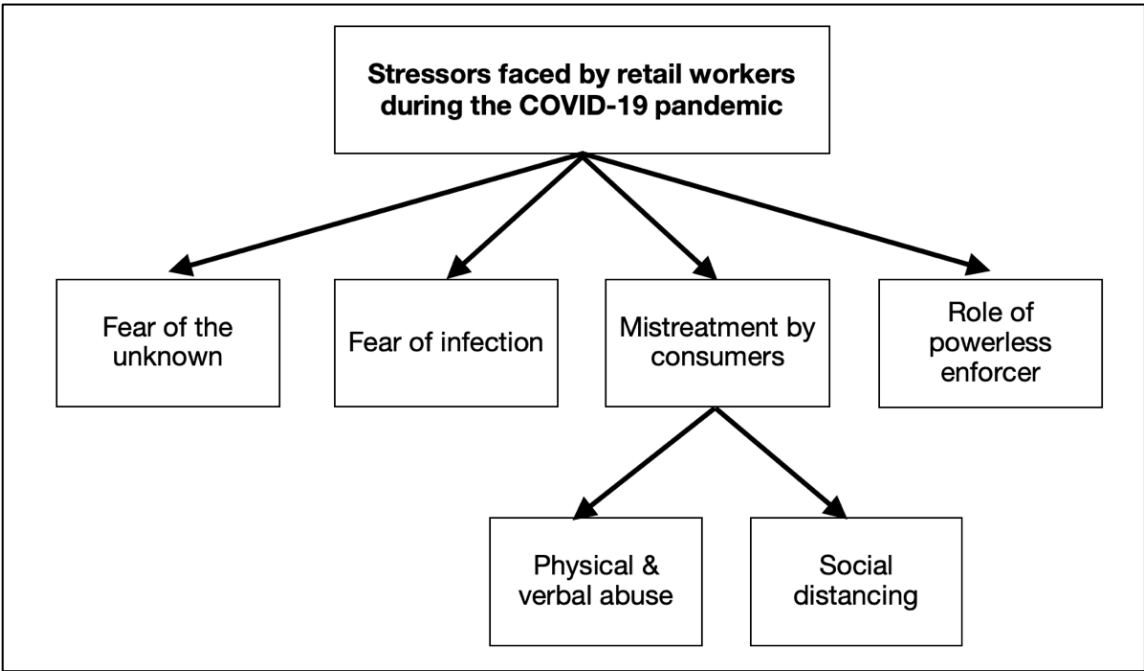 Stressors faced by retail workers
during the COVID-19 pandemic
Fear of the
unknown
Fear of infection
Mistreatment by
consumers
Role of
powerless
enforcer
Physical &
verbal abuse
Social
distancing